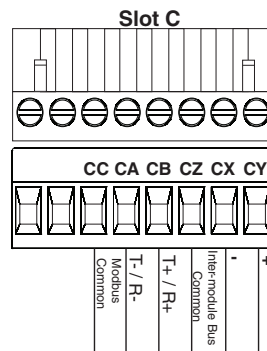 Slot C
CC CA CB CZ CX CY
Modbus
Common
T- / R-
T+ / R+
Inter-module Bus
Common
-
+